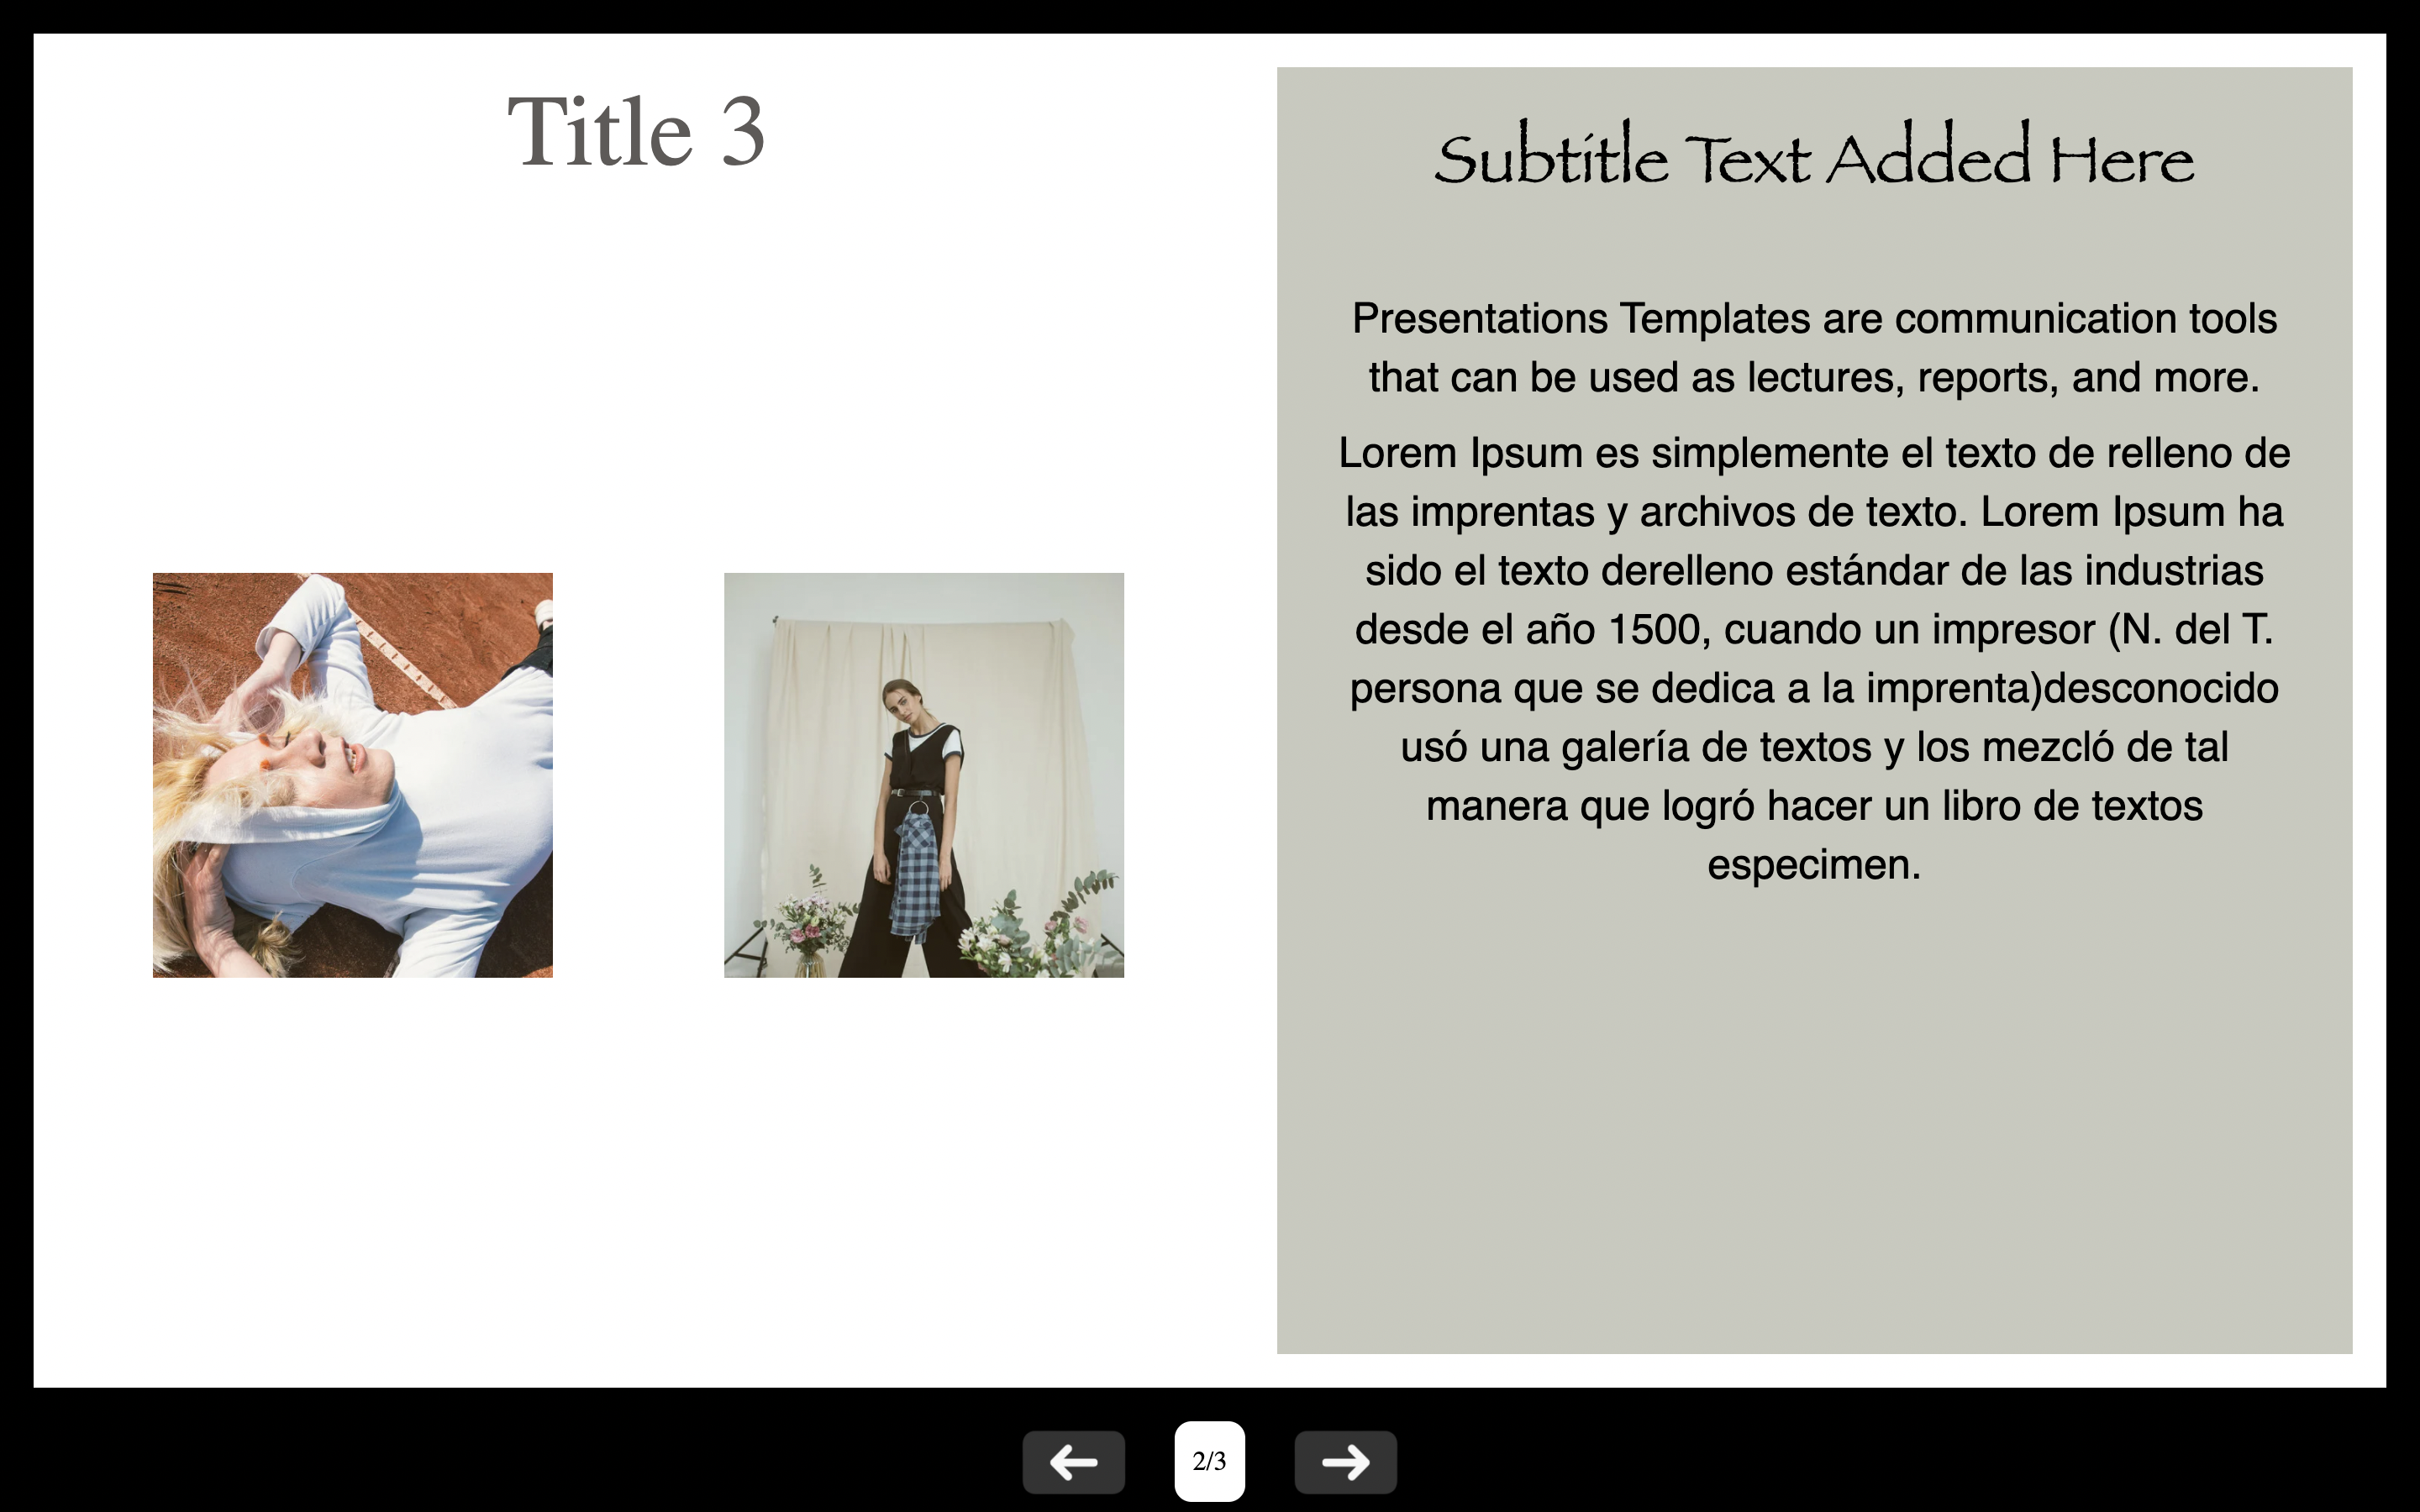 Title 3
Subtitle Text Added Here
Presentations Templates are communication tools
that can be used as lectures, reports, and more.
Lorem Ipsum es simplemente el texto de relleno de
las imprentas y archivos de texto. Lorem Ipsum ha
sido el texto derelleno estándar de las industrias
desde el año 1500, cuando un impresor (N. del T.
persona que se dedica a la imprenta)desconocido
usó una galería de textos y los mezcló de tal
manera que logró hacer un libro de textos
especimen.
2/3